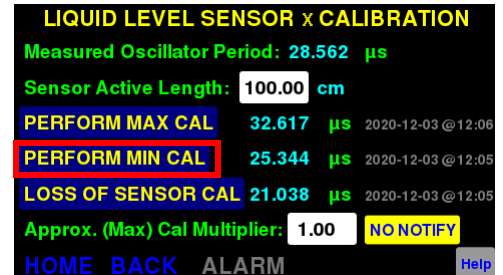 LIQUID LEVEL SENSOR X CALIBRATION
Measured Oscillator Period: 28.562 µs
Sensor Active Length: 100.00 cm
PERFORM MAX CAL 32.617 µs 2020-12-03@12:06
PERFORM MIN CAL 25.344 µs 2020-12-03@12:05
LOSS OF SENSOR CAL 21.038 µs 2020-12-03@12:05
Approx. (Max) Cal Multiplier: 1.00 NO NOTIFY
HOME BACK ALARM Help